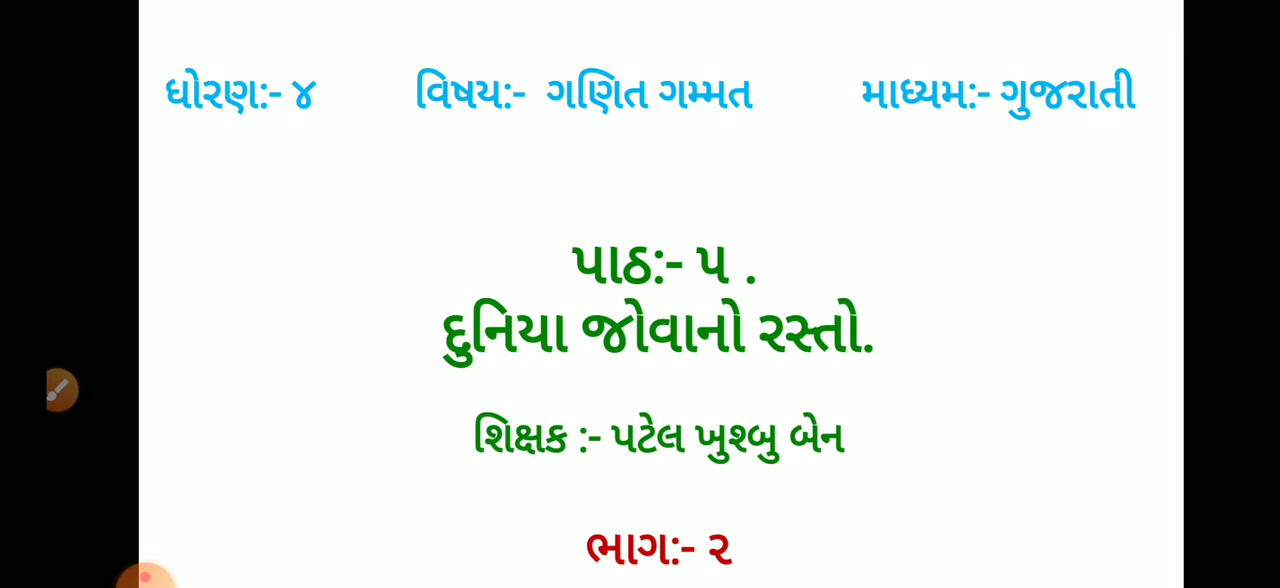 ધોરણ:- ૪ વિષય:- ગણિત ગમ્મત માધ્યમ:- ગુજરાતી
પાઠ:- ૫ .
દુનિયા જોવાનો રસ્તો.
શિક્ષક :- પટેલ ખુશ્બુ બેન
ભાગ:- ૨